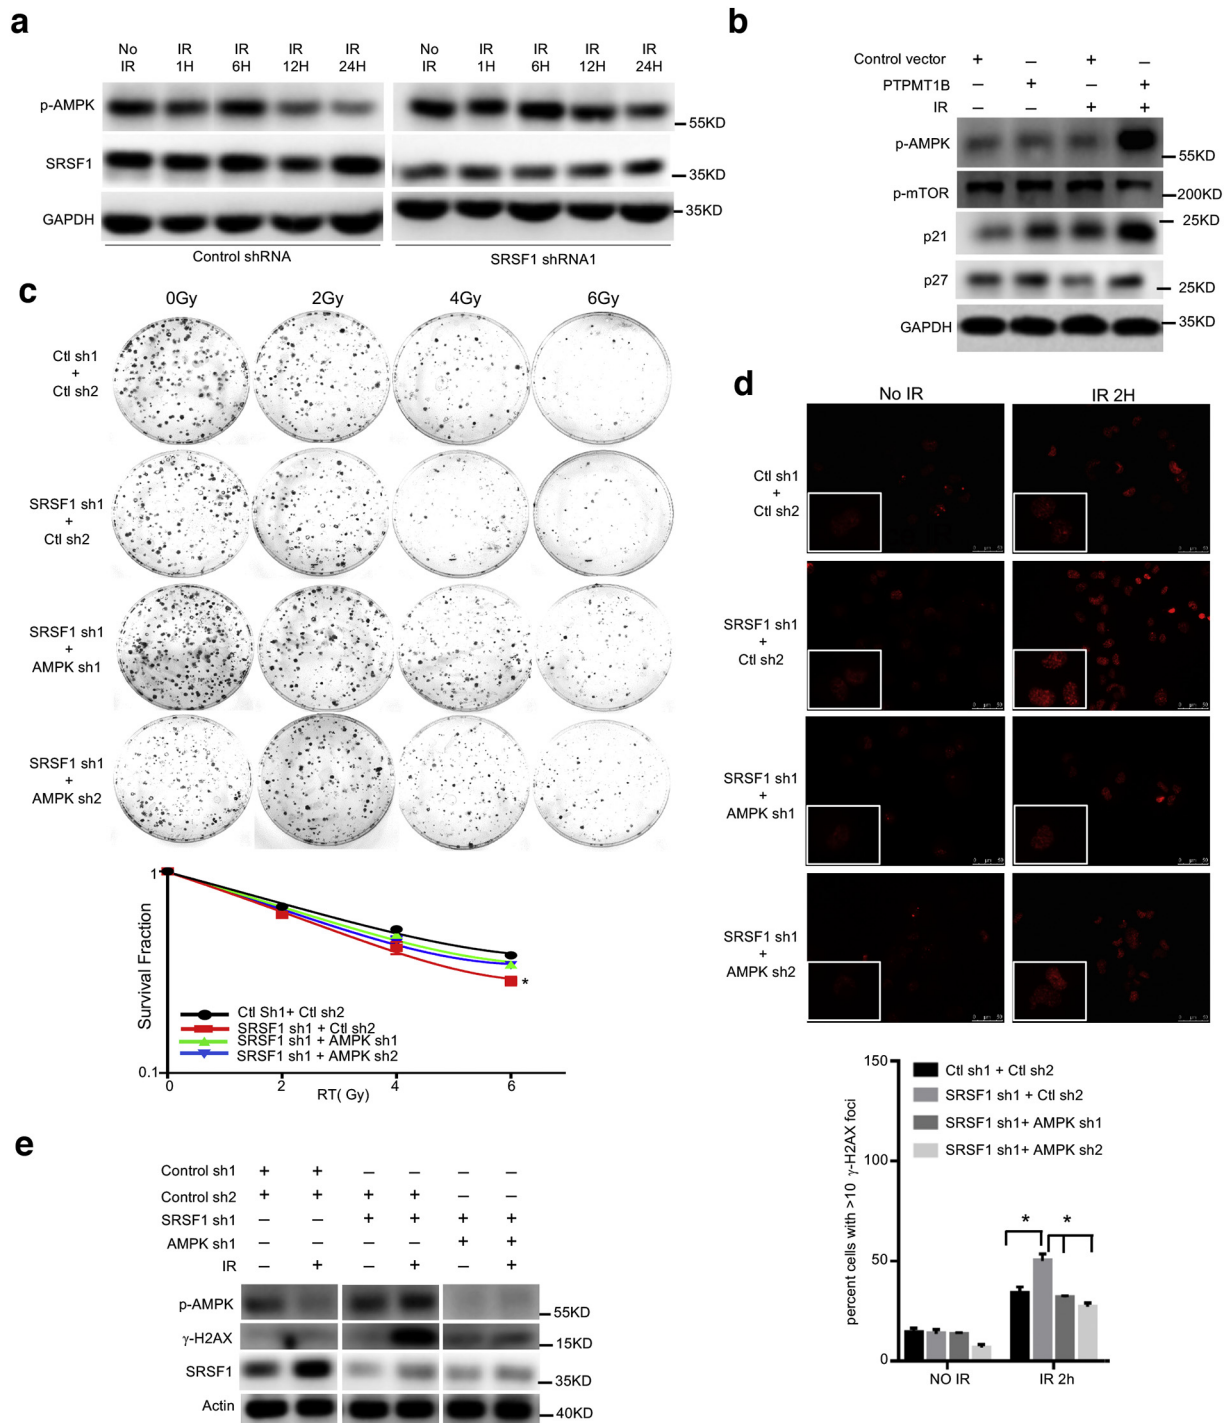 a
No IR 1H IR 6H IR 12H IR 24H No IR 1H IR 6H IR 12H IR 24H
IR
p-AMPK
55KD
SRSF1
35KD
GAPDH
35KD
Control shRNA
SRSF1 shRNA1
b
Control vector + – + –
PTPMT1B – + – +
IR – – + +
p-AMPK
55KD
p-mTOR
200KD
25KD
p21
p27
25KD
GAPDH
35KD
c
0Gy 2Gy 4Gy 6Gy
Ctl sh1
+
Ctl sh2
SRSF1 sh1
+
Ctl sh2
SRSF1 sh1
+
AMPK sh1
SRSF1 sh1
+
AMPK sh2
1
Survival Fraction
*
Ctl Sh1+ Ctl sh2
SRSF1 sh1 + Ctl sh2
SRSF1 sh1 + AMPK sh1
SRSF1 sh1 + AMPK sh2
0.1
0 2 4 6
RT( Gy)
d
No IR IR 2H
Ctl sh1
+
Ctl sh2
SRSF1 sh1
+
Ctl sh2
SRSF1 sh1
+
AMPK sh1
SRSF1 sh1
+
AMPK sh2
150
100
50
0
percent cells with >10 γ-H2AX foci
Ctl sh1 + Ctl sh2
SRSF1 sh1 + Ctl sh2
SRSF1 sh1+ AMPK sh1
SRSF1 sh1+ AMPK sh2
* *
NO IR IR 2h
e
Control sh1 + + – – – –
Control sh2 + + + + – –
SRSF1 sh1 – – + + + +
AMPK sh1 – – – – + +
IR – + – + – +
p-AMPK
55KD
γ-H2AX
15KD
SRSF1
35KD
Actin
40KD